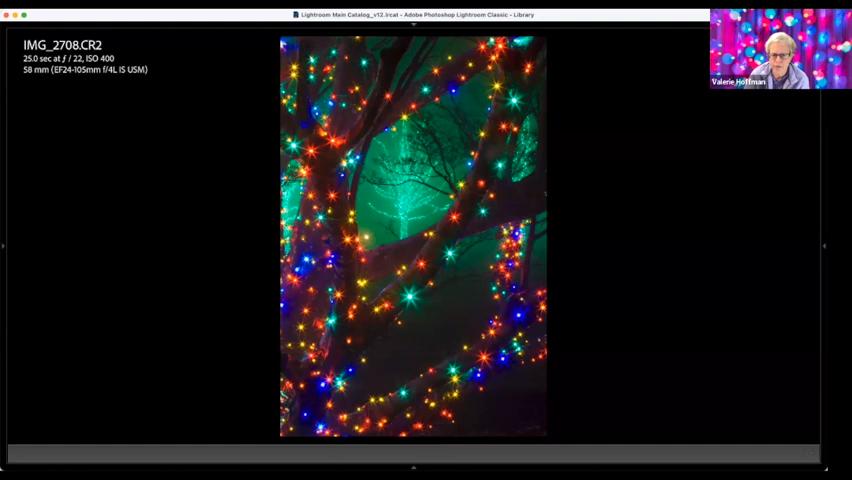 Lightroom Main Catalog_v12.lrcat - Adobe Photoshop Lightroom Classic - Library
IMG_2708.CR2
25.0 sec at ƒ / 22, ISO 400
58 mm (EF24-105mm f/4L IS USM)
Valerie Hoffman